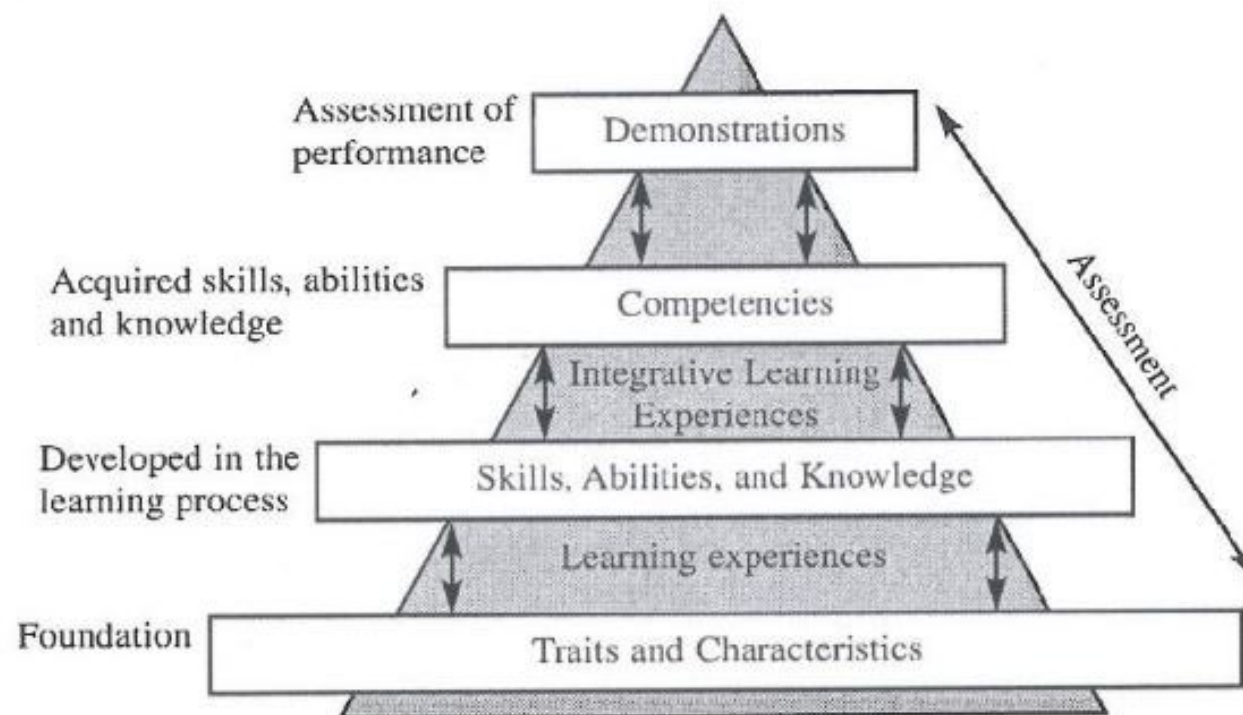 Assessment of
performance
Demonstrations
Acquired skills, abilities
and knowledge
Competencies
Assessment
Integrative Learning
Experiences
Developed in the
learning process
Skills, Abilities, and Knowledge
Learning experiences
Foundation
Traits and Characteristics